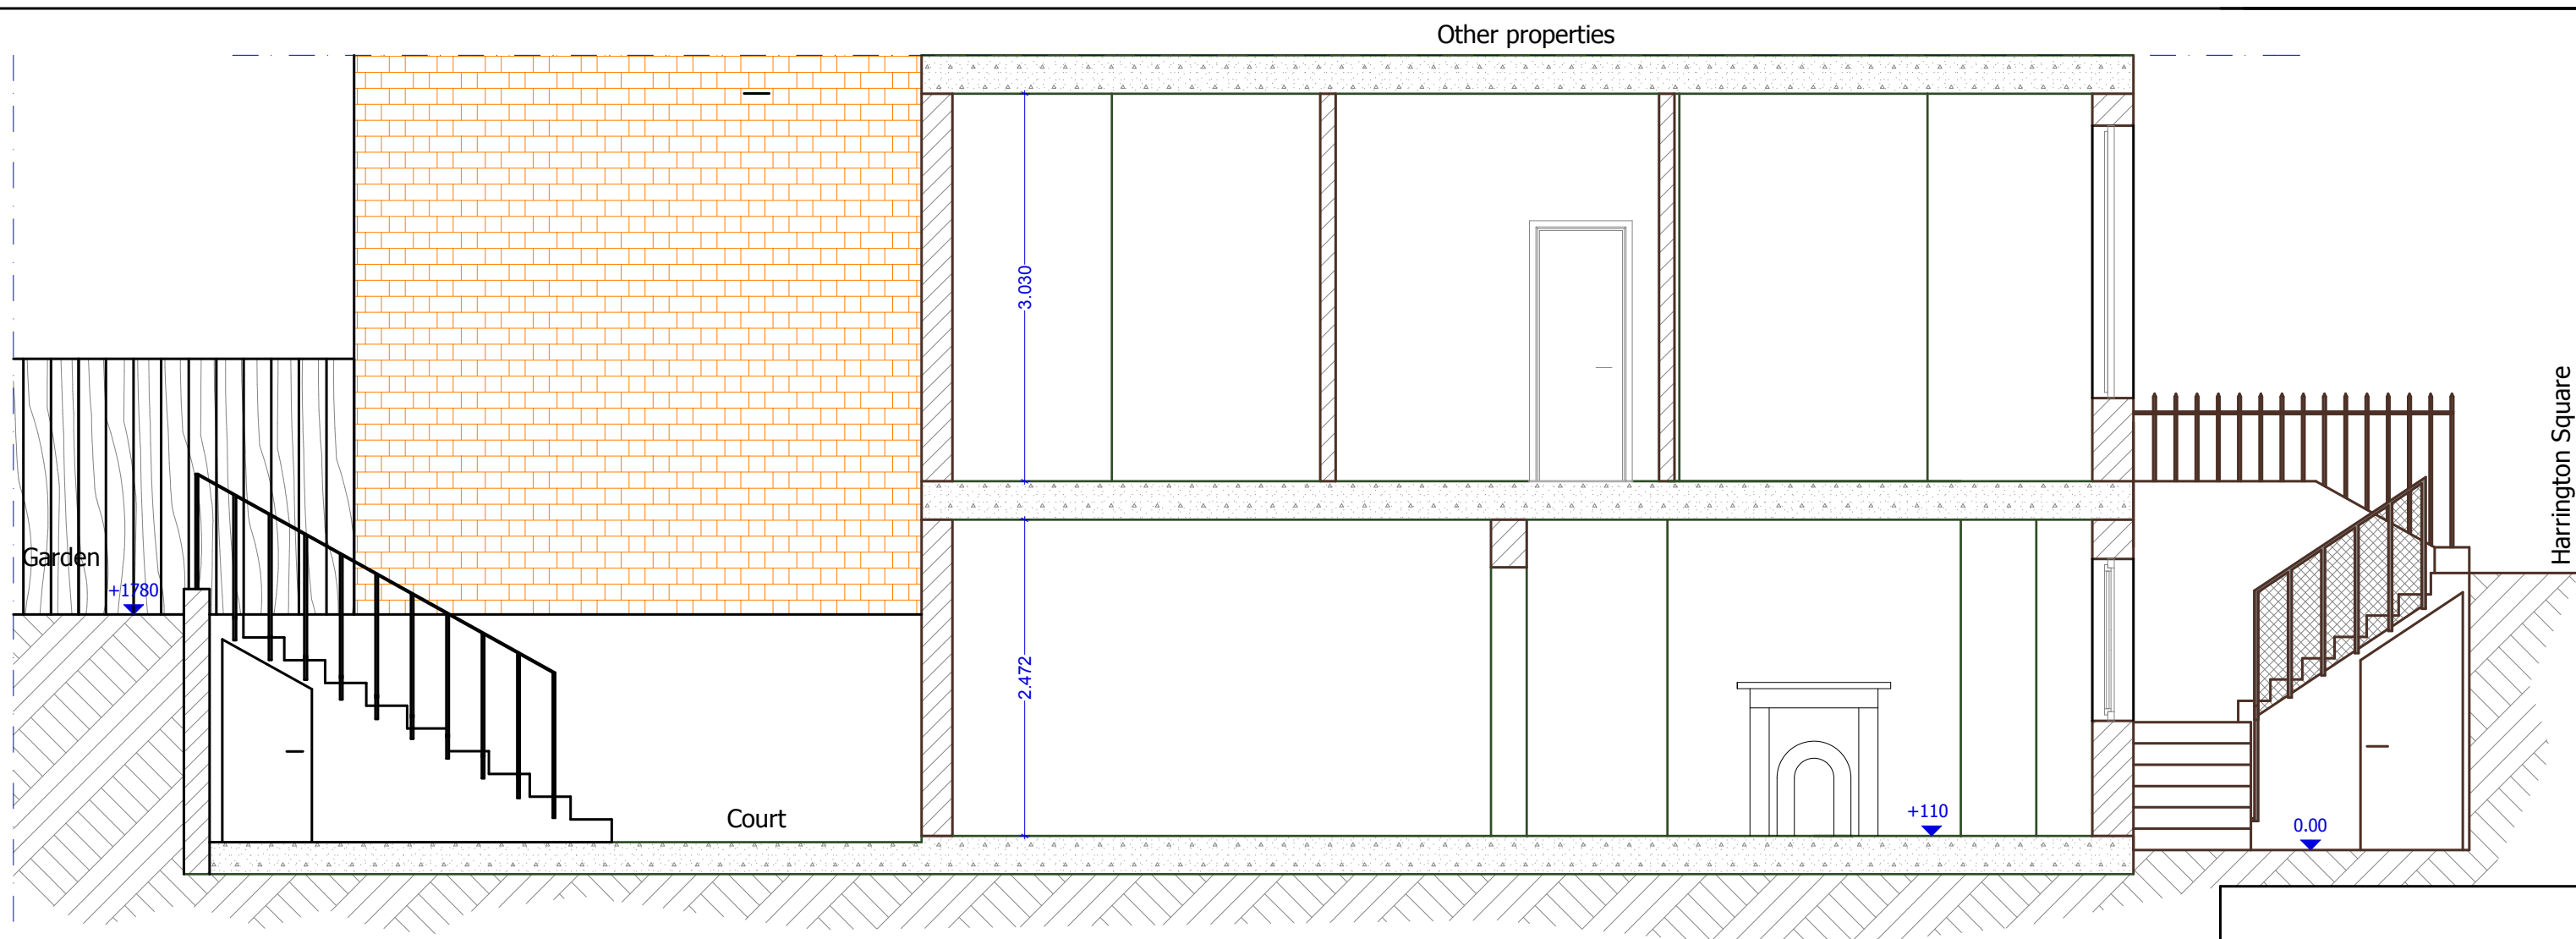 Other properties
3.030
Harrington Square
Garden
+1780
2.472
Court
+110
0.00